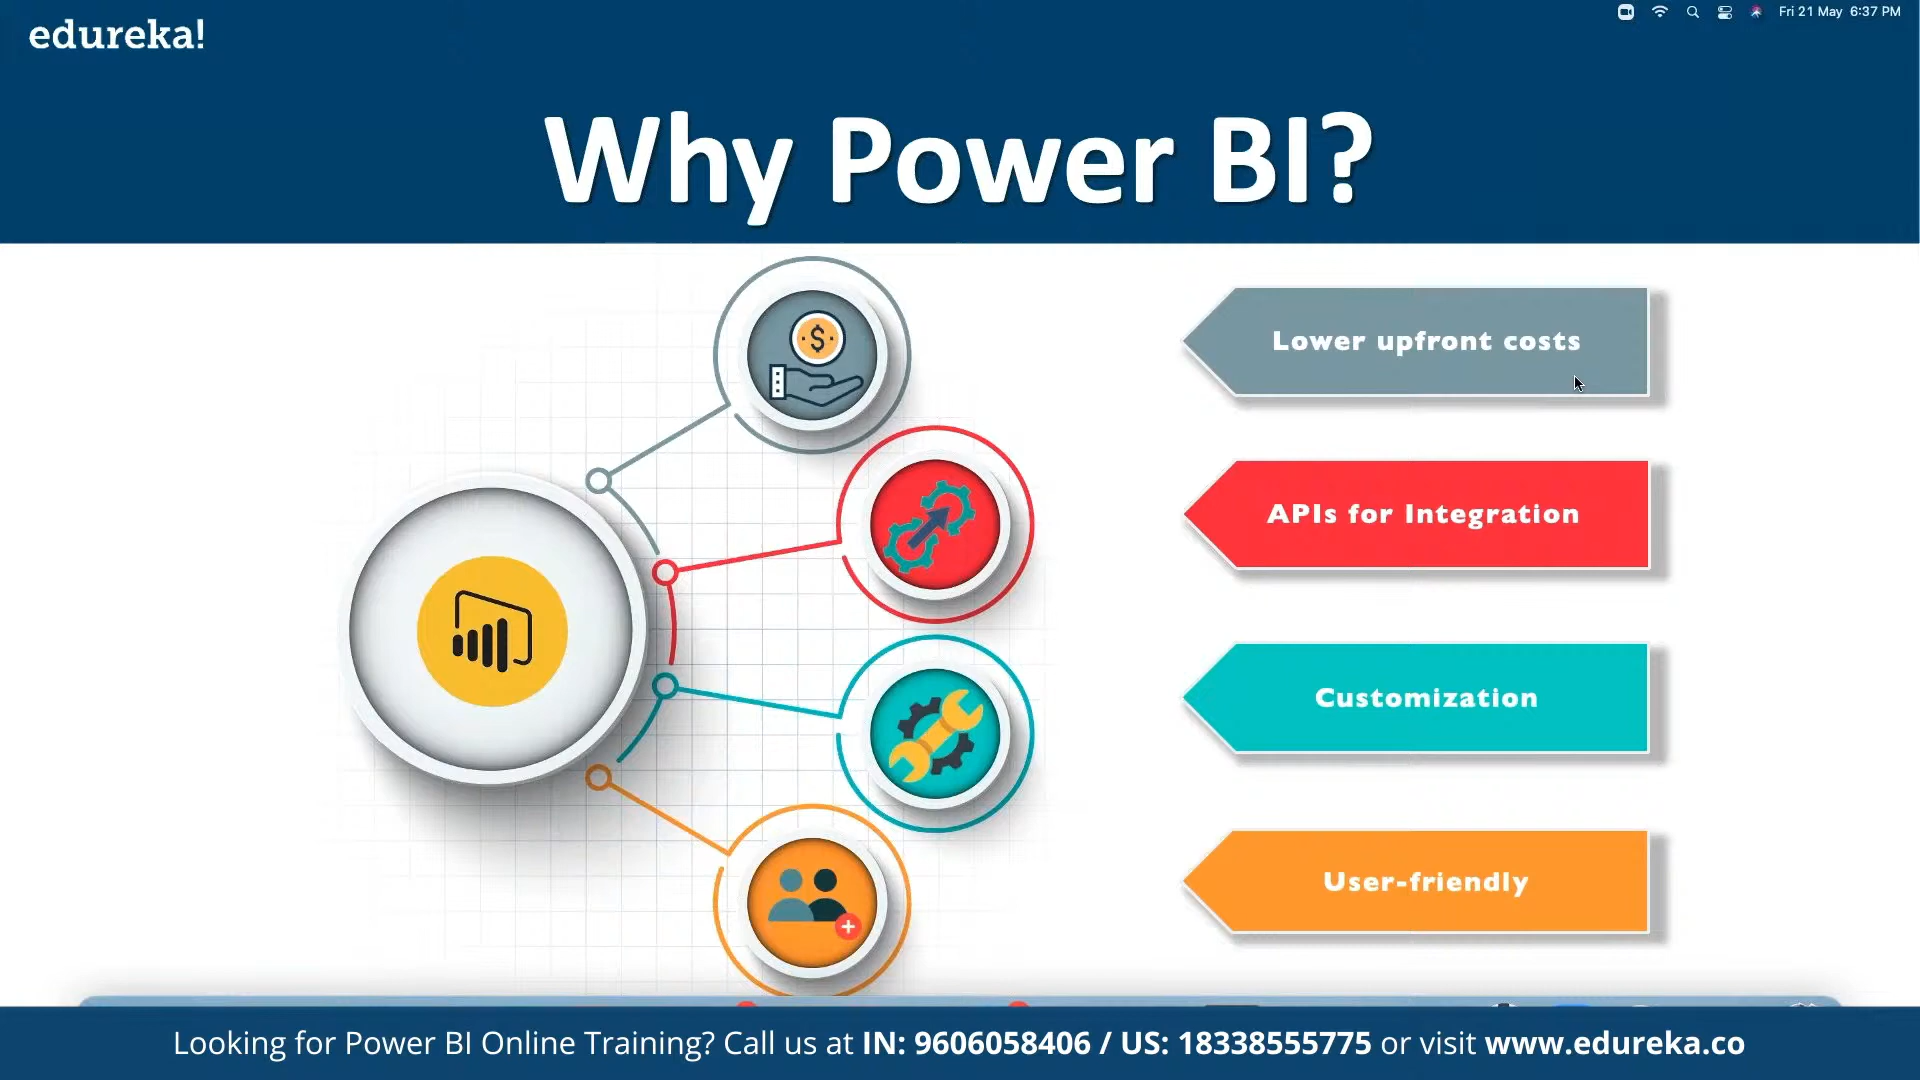 edureka!
Fri 21 May 6:37 PM
Why Power BI?
$
Lower upfront costs
APIs for Integration
Customization
User-friendly
Looking for Power BI Online Training? Call us at IN: 9606058406 / US: 18338555775 or visit www.edureka.co